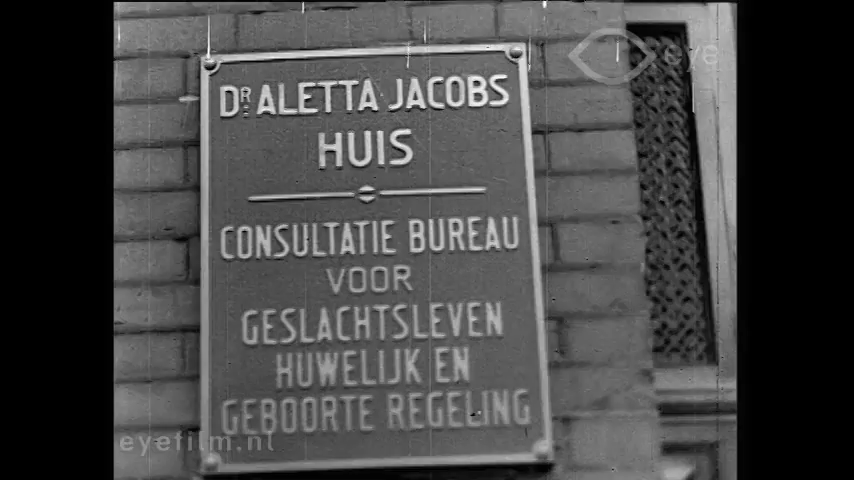 eye
DR. ALETTA JACOBS
HUIS
CONSULTATIE BUREAU
VOOR
GESLACHTSLEVEN
HUWELIJK EN
GEBOORTE REGELING
eyefilm.nl